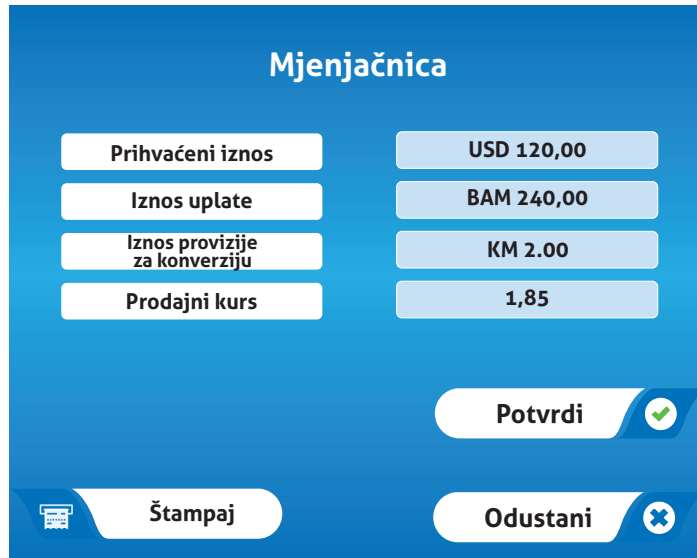 Mjenjačnica
Prihvaćeni iznos
USD 120,00
Iznos uplate
BAM 240,00
Iznos provizije
za konverziju
KM 2.00
Prodajni kurs
1,85
Potvrdi
Štampaj
Odustani